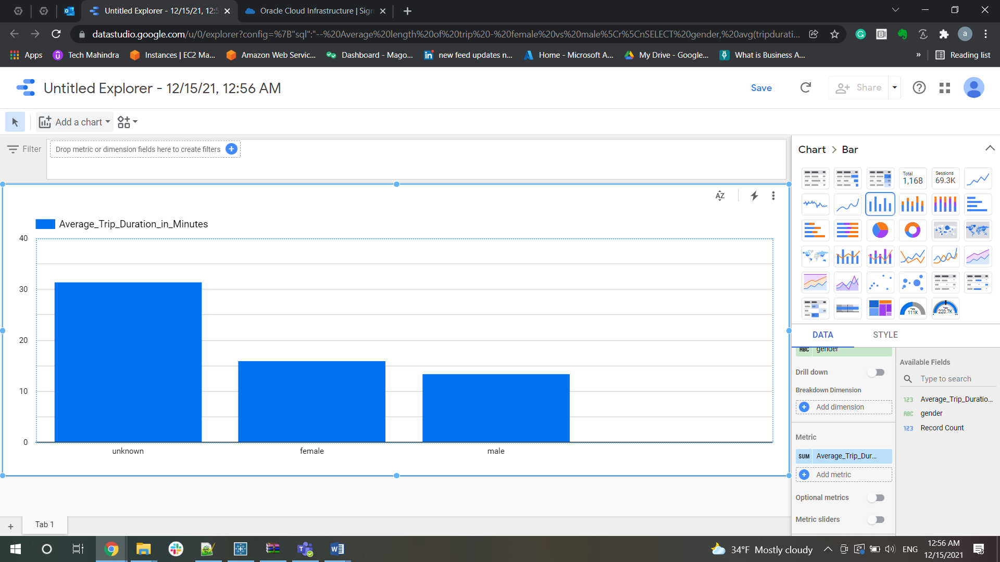 Untitled Explorer - 12/15/21, 12:5
Oracle Cloud Infrastructure | Sign
datastudio.google.com/u/0/explorer?config=%7B"sql":"--%20Average%20length%20of%20trip%20-%20female%20vs%20male%5Cr%5CnSELECT%20gender,%20avg(tripdurati...
a
Apps
Tech Mahindra
Instances | EC2 Ma...
Amazon Web Servic...
Dashboard - Mago...
new feed updates n...
Home - Microsoft A...
My Drive - Google...
What is Business A...
»
Reading list
Untitled Explorer - 12/15/21, 12:56 AM
Save
Share
Add a chart
Filter
Drop metric or dimension fields here to create filters
AZ
Average_Trip_Duration_in_Minutes
40
30
20
10
0
unknown
female
male
Tab 1
Chart > Bar
Total
1,168
Sessions
69.3K
Total
111K
Total
220.7K
DATA
STYLE
ABC gender
Drill down
Breakdown Dimension
Add dimension
Metric
SUM Average_Trip_Dur...
Add metric
Optional metrics
Metric sliders
Available Fields
Type to search
123 Average_Trip_Duratio...
ABC gender
123 Record Count
34°F Mostly cloudy
ENG
12:56 AM
12/15/2021